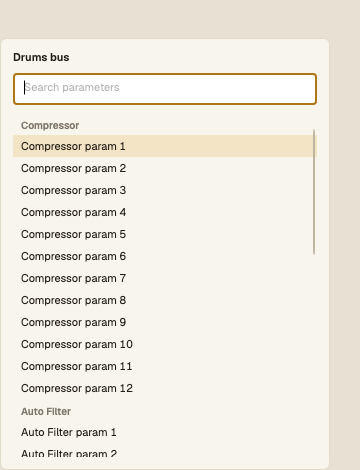 Drums bus
Search parameters
Compressor
Compressor param 1
Compressor param 2
Compressor param 3
Compressor param 4
Compressor param 5
Compressor param 6
Compressor param 7
Compressor param 8
Compressor param 9
Compressor param 10
Compressor param 11
Compressor param 12
Auto Filter
Auto Filter param 1
Auto Filter param 2